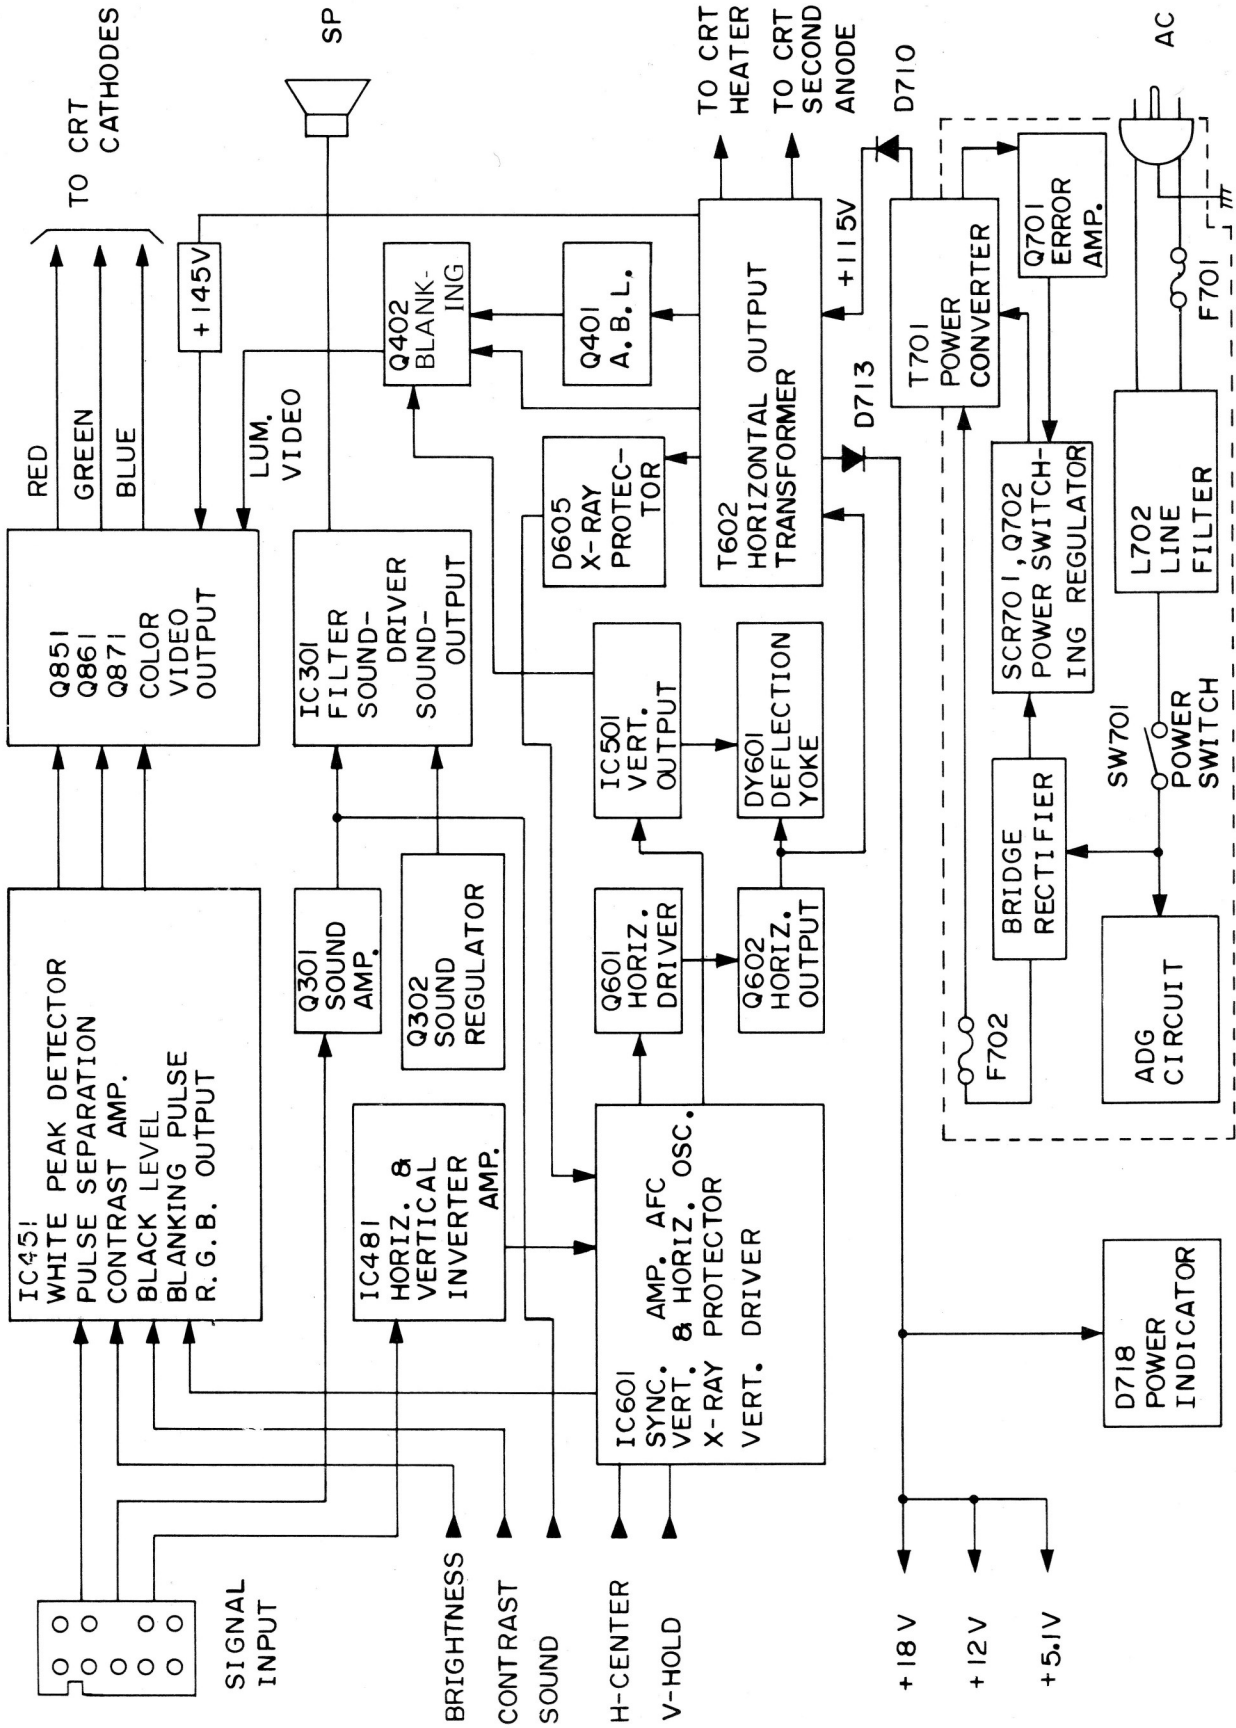 SIGNAL
INPUT
IC451
WHITE PEAK DETECTOR
PULSE SEPARATION
CONTRAST AMP.
BLACK LEVEL
BLANKING PULSE
R.G.B. OUTPUT
Q851
Q861
Q871
COLOR
VIDEO
OUTPUT
RED
GREEN
BLUE
TO CRT
CATHODES
+145V
LUM.
VIDEO
Q301
SOUND
AMP.
IC301
FILTER
SOUND-
DRIVER
SOUND-
OUTPUT
SP
Q302
SOUND
REGULATOR
IC481
HORIZ. &
VERTICAL
INVERTER
AMP.
Q402
BLANK-
ING
BRIGHTNESS
CONTRAST
SOUND
H-CENTER
V-HOLD
IC601
SYNC. AMP. AFC
VERT. & HORIZ. OSC.
X-RAY PROTECTOR
VERT. DRIVER
Q601
HORIZ.
DRIVER
Q602
HORIZ.
OUTPUT
IC501
VERT.
OUTPUT
DY601
DEFLECTION
YOKE
D605
X-RAY
PROTEC-
TOR
Q401
A.B.L.
T602
HORIZONTAL OUTPUT
TRANSFORMER
TO CRT
HEATER
TO CRT
SECOND
ANODE
+115V
D710
D713
T701
POWER
CONVERTER
Q701
ERROR
AMP.
F702
BRIDGE
RECTIFIER
SCR701, Q702
POWER SWITCH-
ING REGULATOR
ADG
CIRCUIT
SW701
POWER
SWITCH
L702
LINE
FILTER
F701
AC
D718
POWER
INDICATOR
+18V
+12V
+5.1V